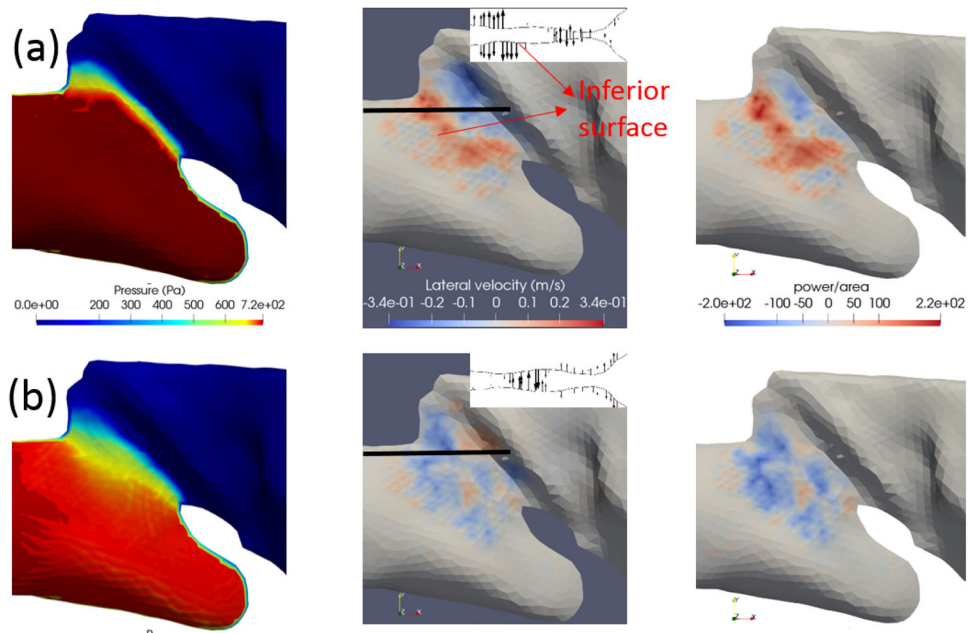 (a)
Inferior
surface
Pressure (Pa)
0.0e+00 200 300 400 500 600 7.2e+02
Lateral velocity (m/s)
-3.4e-01 -0.2 -0.1 0 0.1 0.2 3.4e-01
power/area
-2.0e+02 -100 -50 0 50 100 2.2e+02
Y
Z X
Y
Z X
(b)
Y
Z X
Y
Z X